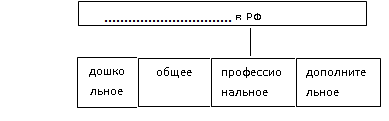 ................................ в РФ
дошко общее профессио дополните
льное нальное льное